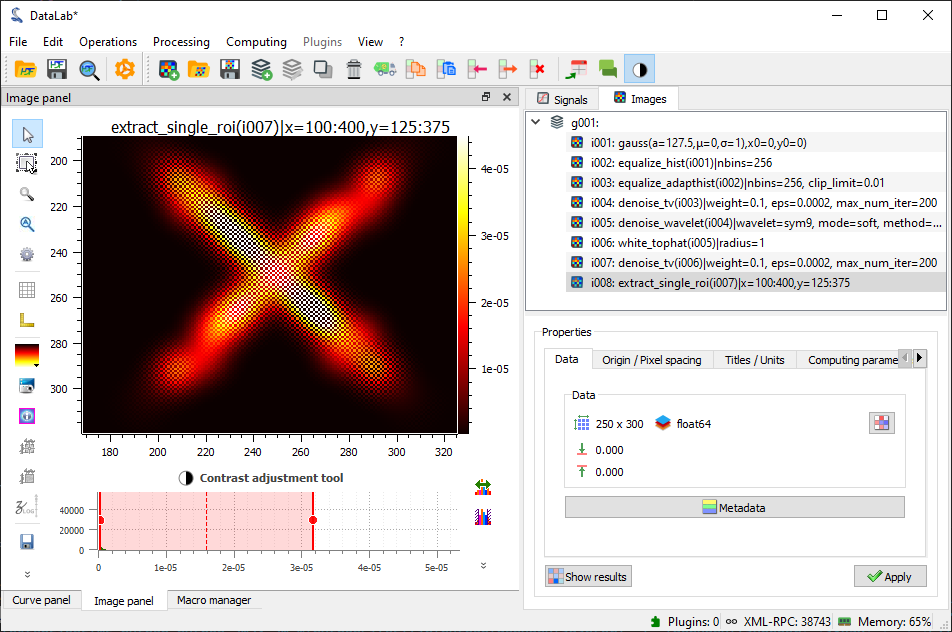 DataLab*
File Edit Operations Processing Computing Plugins View ?
Image panel
extract_single_roi(i007)|x=100:400,y=125:375
200
220
240
260
280
300
180 200 220 240 260 280 300 320
4e-05
3e-05
2e-05
1e-05
Contrast adjustment tool
40000
20000
0
0 1e-05 2e-05 3e-05 4e-05 5e-05
Curve panel Image panel Macro manager
Signals Images
g001:
i001: gauss(a=127.5,μ=0,σ=1),x0=0,y0=0)
i002: equalize_hist(i001)|nbins=256
i003: equalize_adapthist(i002)|nbins=256, clip_limit=0.01
i004: denoise_tv(i003)|weight=0.1, eps=0.0002, max_num_iter=200
i005: denoise_wavelet(i004)|wavelet=sym9, mode=soft, method=...
i006: white_tophat(i005)|radius=1
i007: denoise_tv(i006)|weight=0.1, eps=0.0002, max_num_iter=200
i008: extract_single_roi(i007)|x=100:400,y=125:375
Properties
Data Origin / Pixel spacing Titles / Units Computing parame
Data
250 x 300 float64
0.000
0.000
Metadata
Show results Apply
Plugins: 0 XML-RPC: 38743 Memory: 65%